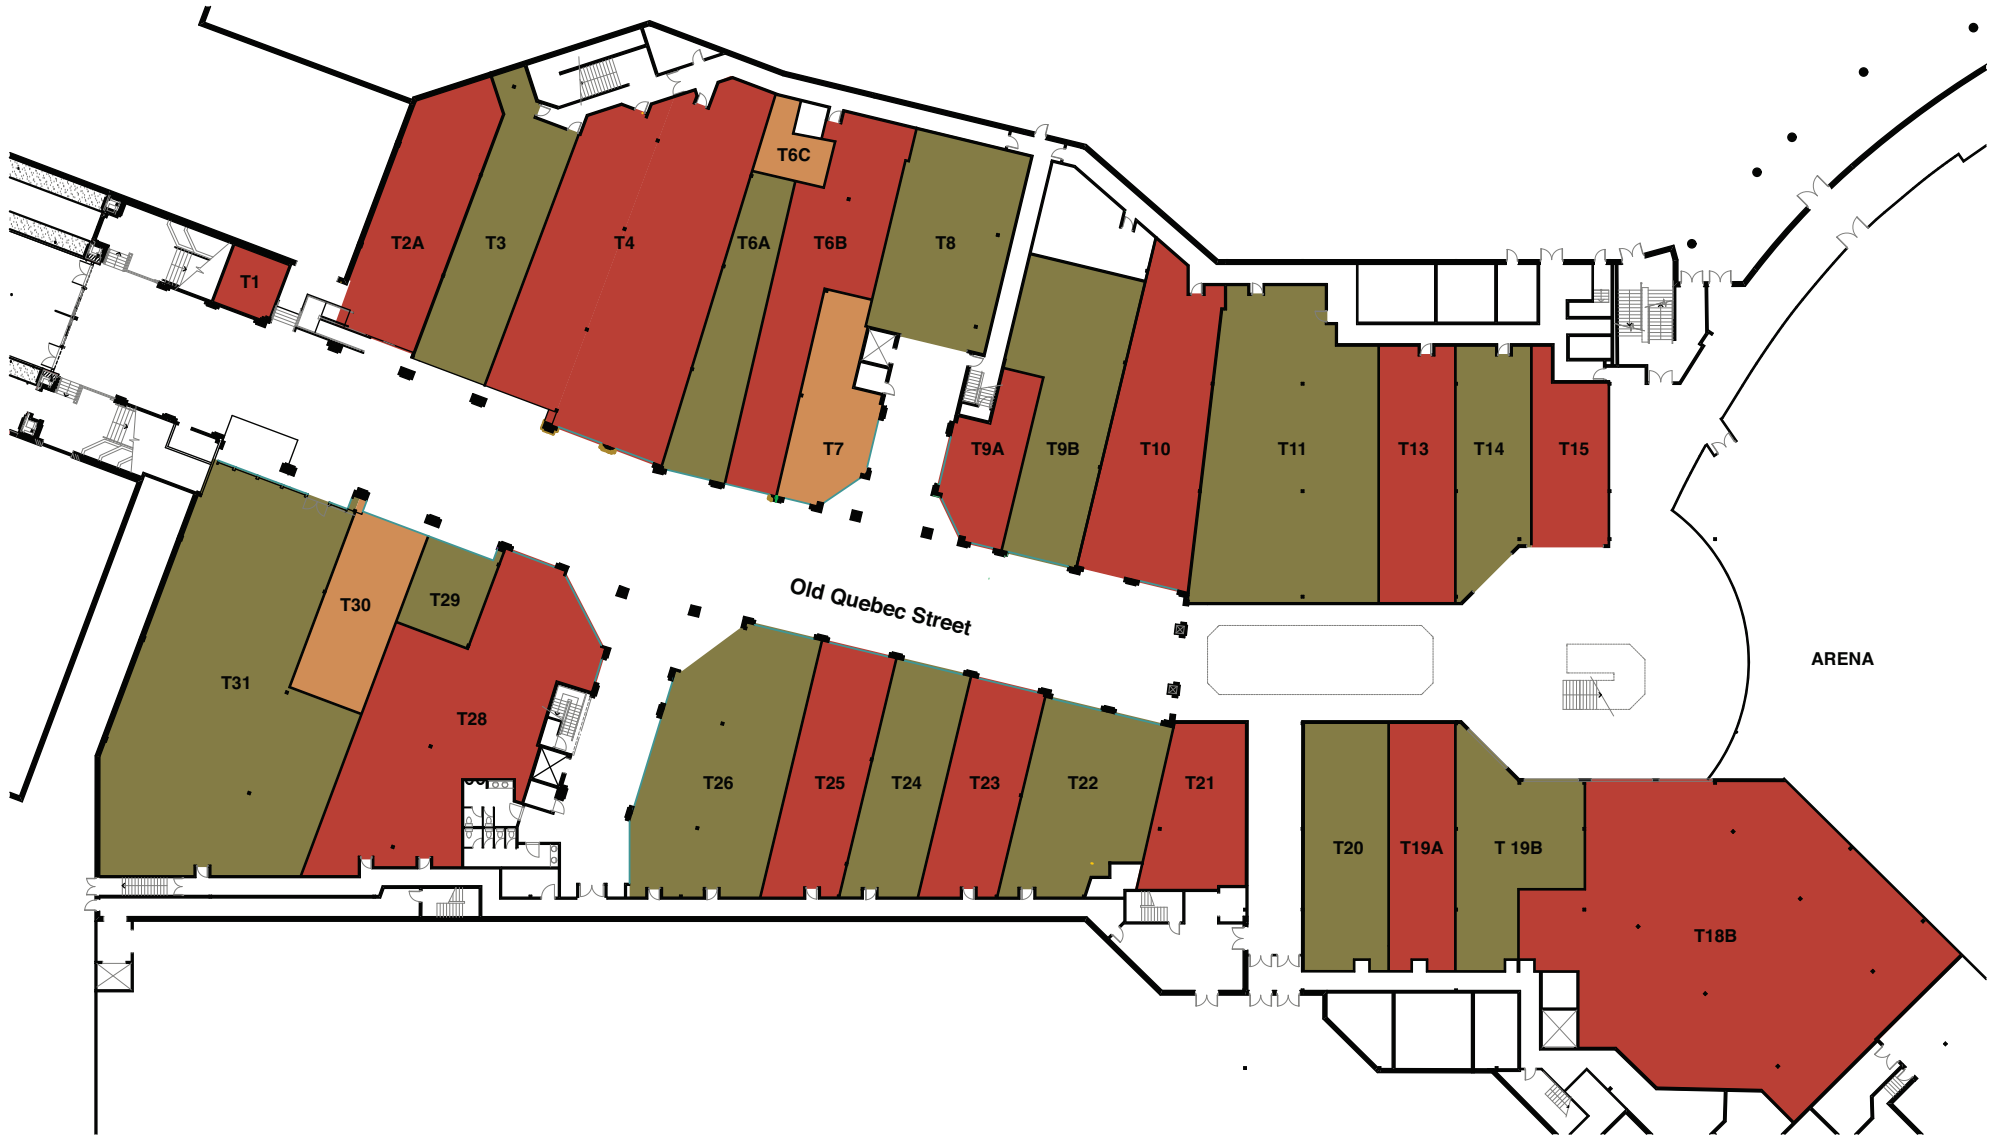 T6C
T2A
T3
T4
T6A
T6B
T8
T1
T7
T9A
T9B
T10
T11
T13
T14
T15
Old Quebec Street
T30
T29
ARENA
T31
T28
T26
T25
T24
T23
T22
T21
T20
T19A
T 19B
T18B